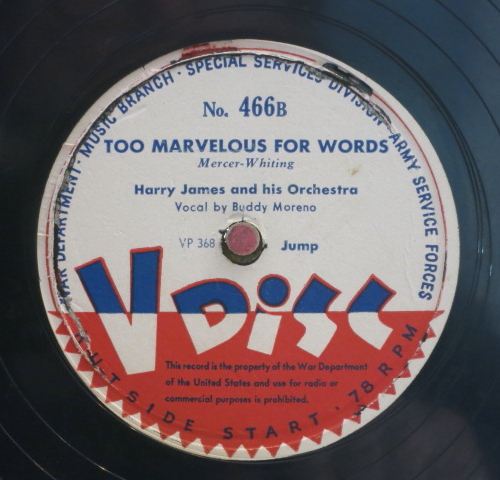 WAR DEPARTMENT · MUSIC BRANCH · SPECIAL SERVICES DIVISION · ARMY SERVICE FORCES
No. 466B
TOO MARVELOUS FOR WORDS
Mercer-Whiting
Harry James and his Orchestra
Vocal by Buddy Moreno
VP 368 Jump
V DiSC
This record is the property of the War Department
of the United States and use for radio or
commercial purposes is prohibited.
OUTSIDE START · 78 RPM